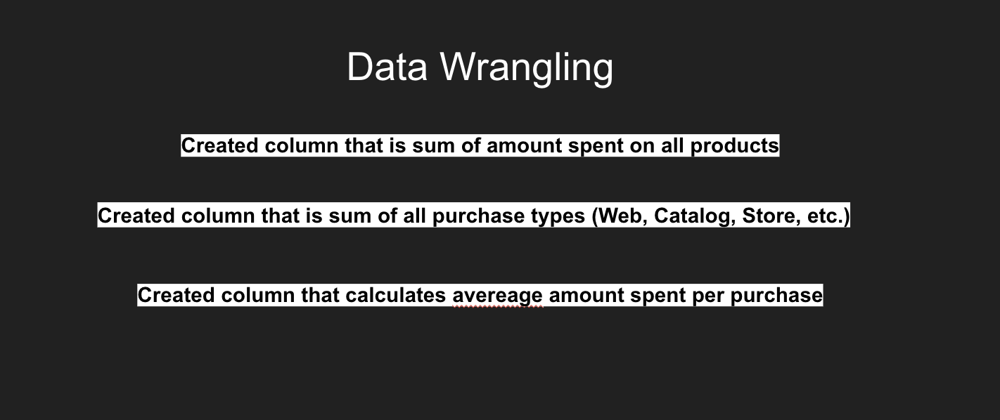 Data Wrangling
Created column that is sum of amount spent on all products
Created column that is sum of all purchase types (Web, Catalog, Store, etc.)
Created column that calculates avereage amount spent per purchase